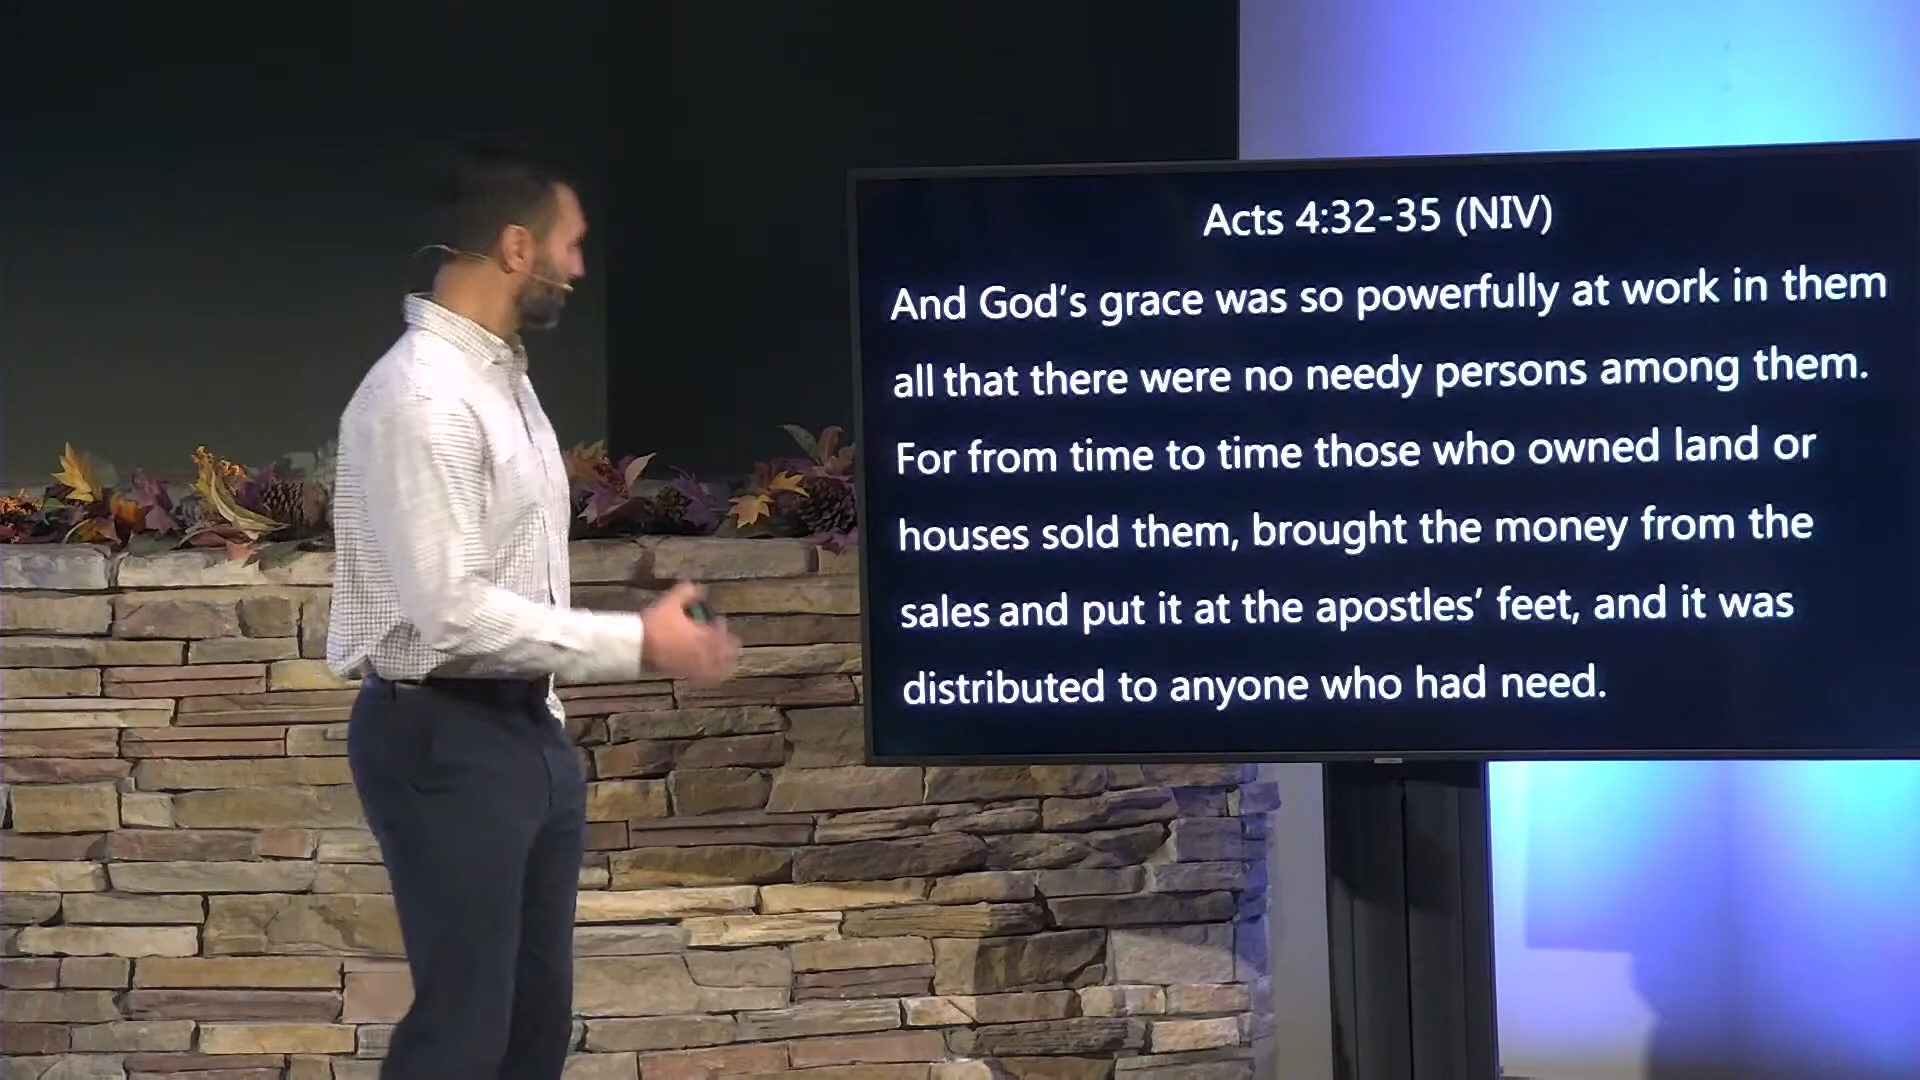 Acts 4:32-35 (NIV)
And God's grace was so powerfully at work in them
all that there were no needy persons among them.
For from time to time those who owned land or
houses sold them, brought the money from the
sales and put it at the apostles' feet, and it was
distributed to anyone who had need.